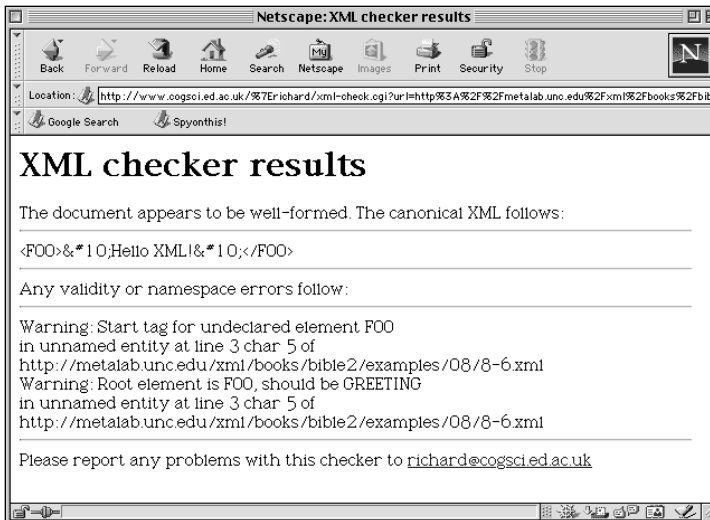 Netscape: XML checker results
Back Forward Reload Home Search Netscape Images Print Security Stop
My
N
Location: http://www.cogsci.ed.ac.uk/%7Erichard/xml-check.cgi?url=http%3A%2F%2Fmetalab.unc.edu%2Fxml%2Fbooks%2Fbib
Google Search Spyonthis!
XML checker results
The document appears to be well-formed. The canonical XML follows:
<FOO>&#10;Hello XML!&#10;</FOO>
Any validity or namespace errors follow:
Warning: Start tag for undeclared element FOO
in unnamed entity at line 3 char 5 of
http://metalab.unc.edu/xml/books/bible2/examples/08/8-6.xml
Warning: Root element is FOO, should be GREETING
in unnamed entity at line 3 char 5 of
http://metalab.unc.edu/xml/books/bible2/examples/08/8-6.xml
Please report any problems with this checker to richard@cogsci.ed.ac.uk